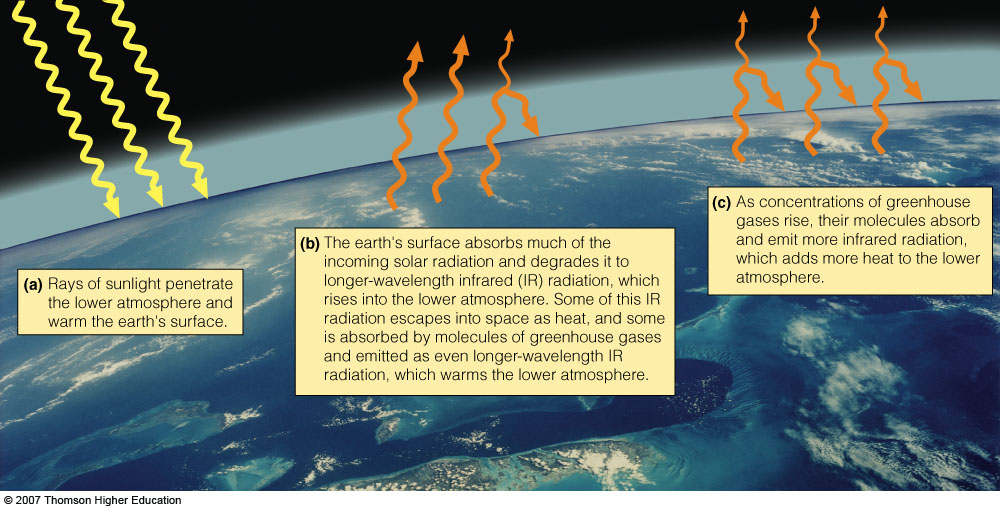 (a) Rays of sunlight penetrate
the lower atmosphere and
warm the earth's surface.
(b) The earth's surface absorbs much of the
incoming solar radiation and degrades it to
longer-wavelength infrared (IR) radiation, which
rises into the lower atmosphere. Some of this IR
radiation escapes into space as heat, and some
is absorbed by molecules of greenhouse gases
and emitted as even longer-wavelength IR
radiation, which warms the lower atmosphere.
(c) As concentrations of greenhouse
gases rise, their molecules absorb
and emit more infrared radiation,
which adds more heat to the lower
atmosphere.
© 2007 Thomson Higher Education